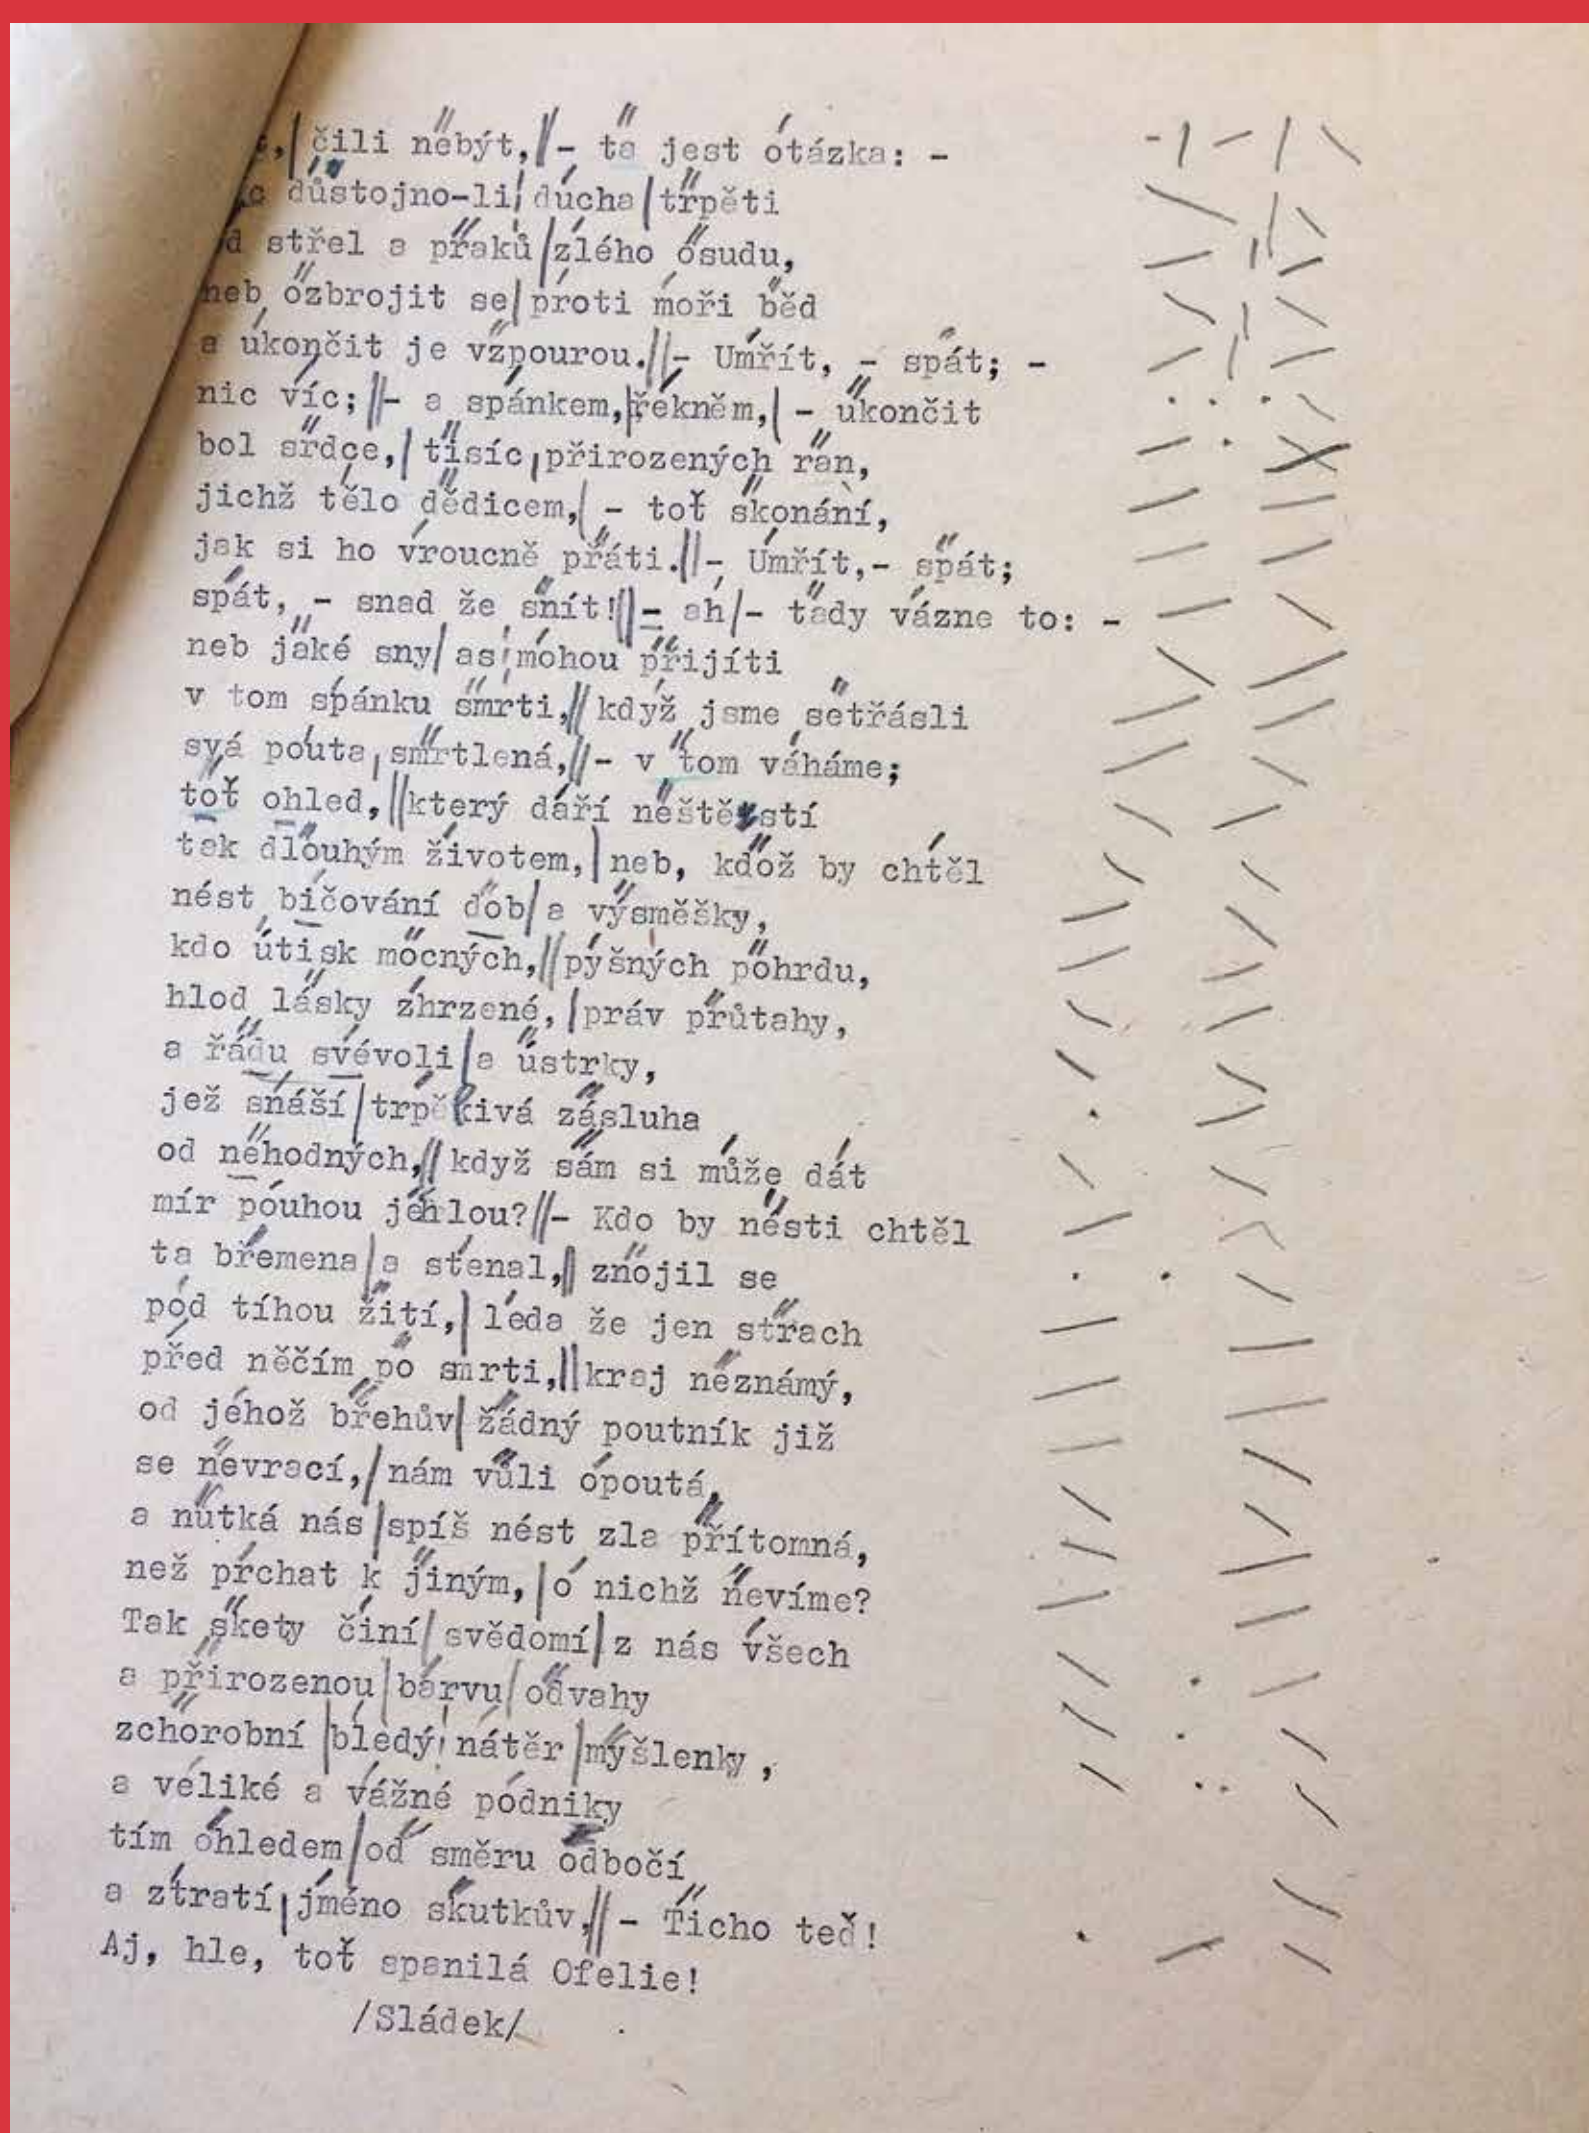 čili nebýt, - ta jest otázka: -
důstojno-li ducha trpěti
střel a praků zlého osudu,
neb ozbrojit se proti moři běd
a ukončit je vzpourou. - Umřít, - spát; -
nic víc; - a spánkem, řekněm, - ukončit
bol srdce, tisíc přirozených ran,
jichž tělo dědicem, - toť skonání,
jak si ho vroucně přáti. - Umřít,- spát;
spát, - snad že snít! - ah - tady vázne to: -
neb jaké sny as mohou přijíti
v tom spánku smrti, když jsme setřásli
svá pouta smrtlená, - v tom váháme;
toť ohled, který daří neštěstí
tak dlouhým životem, neb, kdož by chtěl
nést bičování dob a výsměšky,
kdo útisk mocných, pyšných pohrdu,
hlod lásky zhrzené, práv průtahy,
a řádu svévoli a ústrky,
jež snáší trpělivá zásluha
od nehodných, když sám si může dát
mír pouhou jehlou? - Kdo by nésti chtěl
ta břemena a stenal, znojil se
pod tíhou žití, leda že jen strach
před něčím po smrti, kraj neznámý,
od jehož břehův žádný poutník již
se nevrací, nám vůli opoutá,
a nutká nás spíš nést zla přítomná,
než prchat k jiným, o nichž nevíme?
Tak skety činí svědomí z nás všech
a přirozenou barvu odvahy
zchorobní bledý nátěr myšlenky,
a veliké a vážné podniky
tím ohledem od směru odbočí
a ztratí jméno skutkův. - Ticho teď!
Aj, hle, toť spanilá Ofelie!
/Sládek/